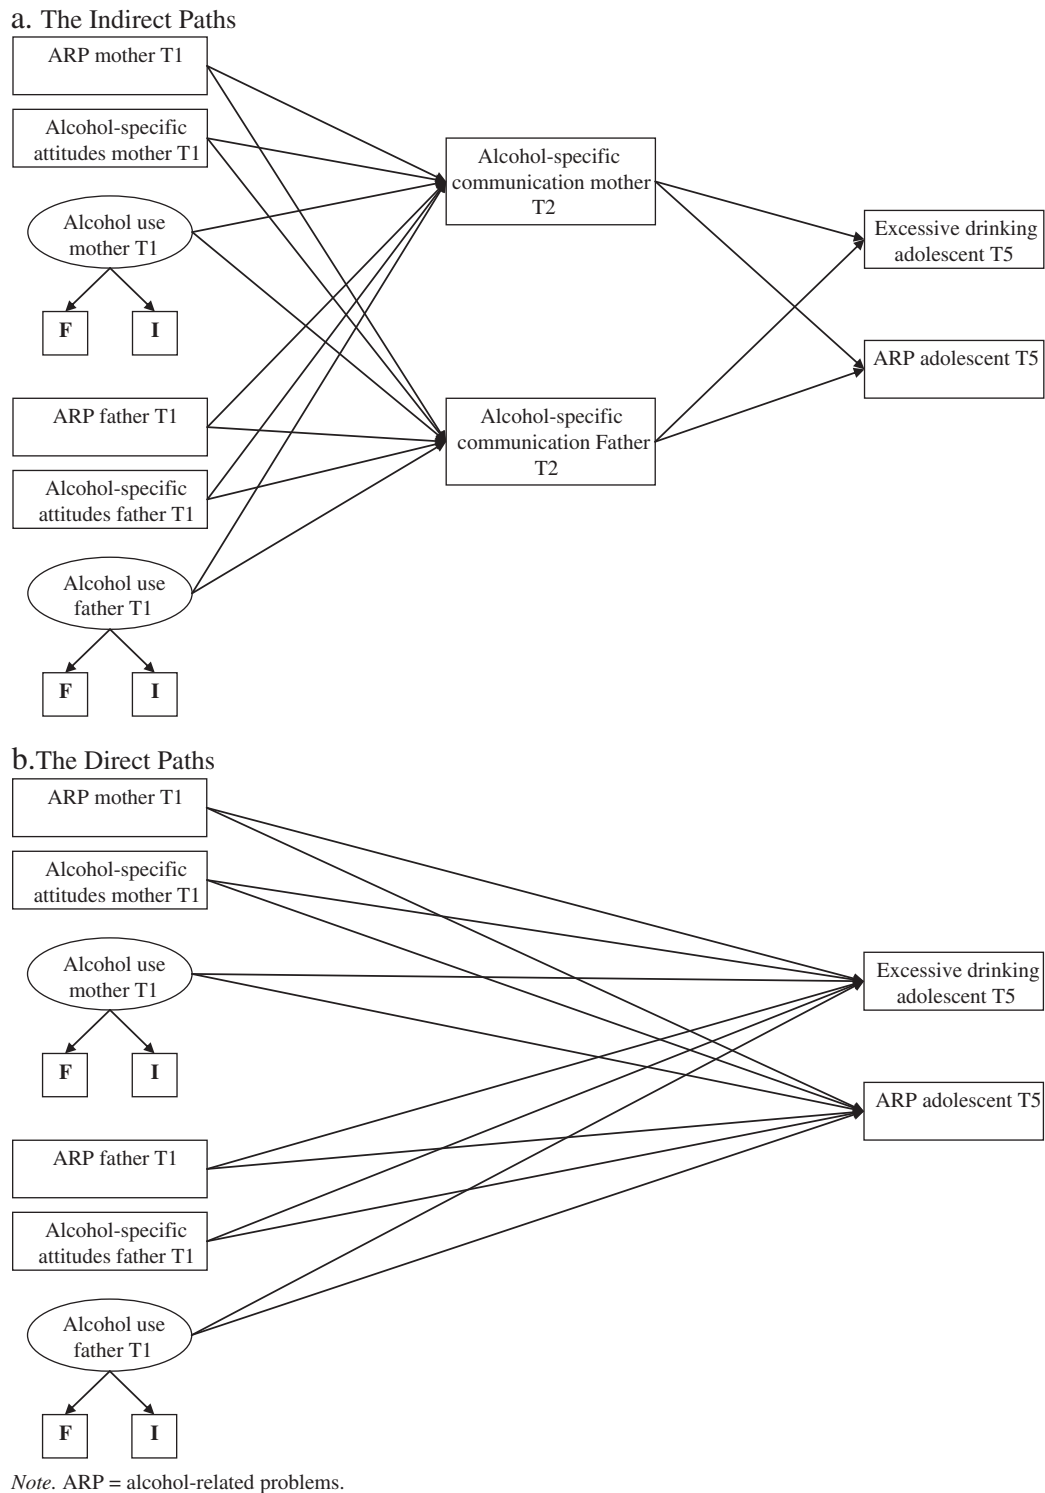 a. The Indirect Paths
ARP mother T1
Alcohol-specific
attitudes mother T1
Alcohol use
mother T1
F I
ARP father T1
Alcohol-specific
attitudes father T1
Alcohol use
father T1
F I
Alcohol-specific
communication mother
T2
Alcohol-specific
communication Father
T2
Excessive drinking
adolescent T5
ARP adolescent T5
b.The Direct Paths
ARP mother T1
Alcohol-specific
attitudes mother T1
Alcohol use
mother T1
F I
ARP father T1
Alcohol-specific
attitudes father T1
Alcohol use
father T1
F I
Excessive drinking
adolescent T5
ARP adolescent T5
Note. ARP = alcohol-related problems.